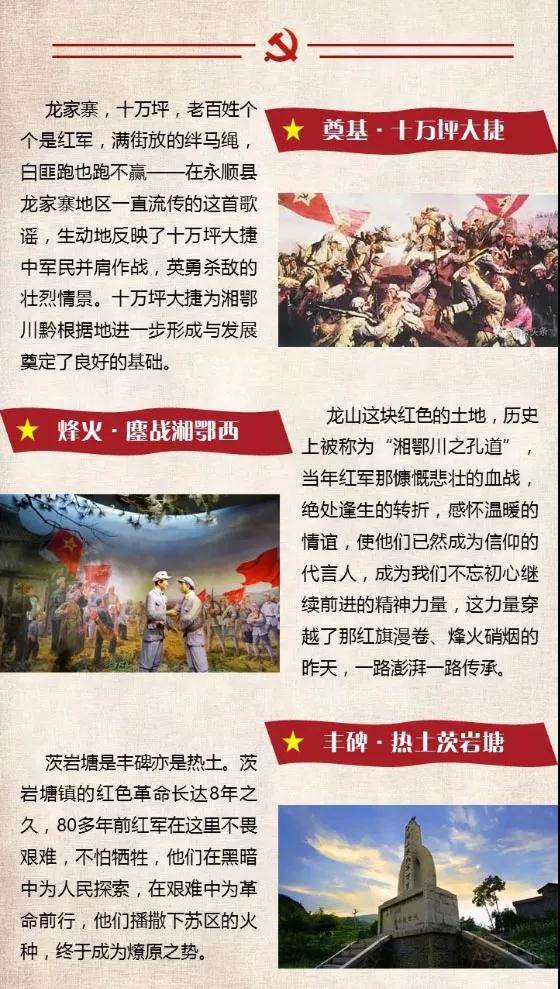 龙家寨，十万坪，老百姓个
个是红军，满街放的绊马绳，
白匪跑也跑不赢——在永顺县
龙家寨地区一直流传的这首歌
谣，生动地反映了十万坪大捷
中军民并肩作战，英勇杀敌的
壮烈情景。十万坪大捷为湘鄂
川黔根据地进一步形成与发展
奠定了良好的基础。
奠基·十万坪大捷
烽火·鏖战湘鄂西
龙山这块红色的土地，历史
上被称为“湘鄂川之孔道”，
当年红军那慷慨悲壮的血战，
绝处逢生的转折，感怀温暖的
情谊，使他们已然成为信仰的
代言人，成为我们不忘初心继
续前进的精神力量，这力量穿
越了那红旗漫卷、烽火硝烟的
昨天，一路澎湃一路传承。
丰碑·热土茨岩塘
茨岩塘是丰碑亦是热土。茨
岩塘镇的红色革命长达8年之
久，80多年前红军在这里不畏
艰难，不怕牺牲，他们在黑暗
中为人民探索，在艰难中为革
命前行，他们播撒下苏区的火
种，终于成为燎原之势。